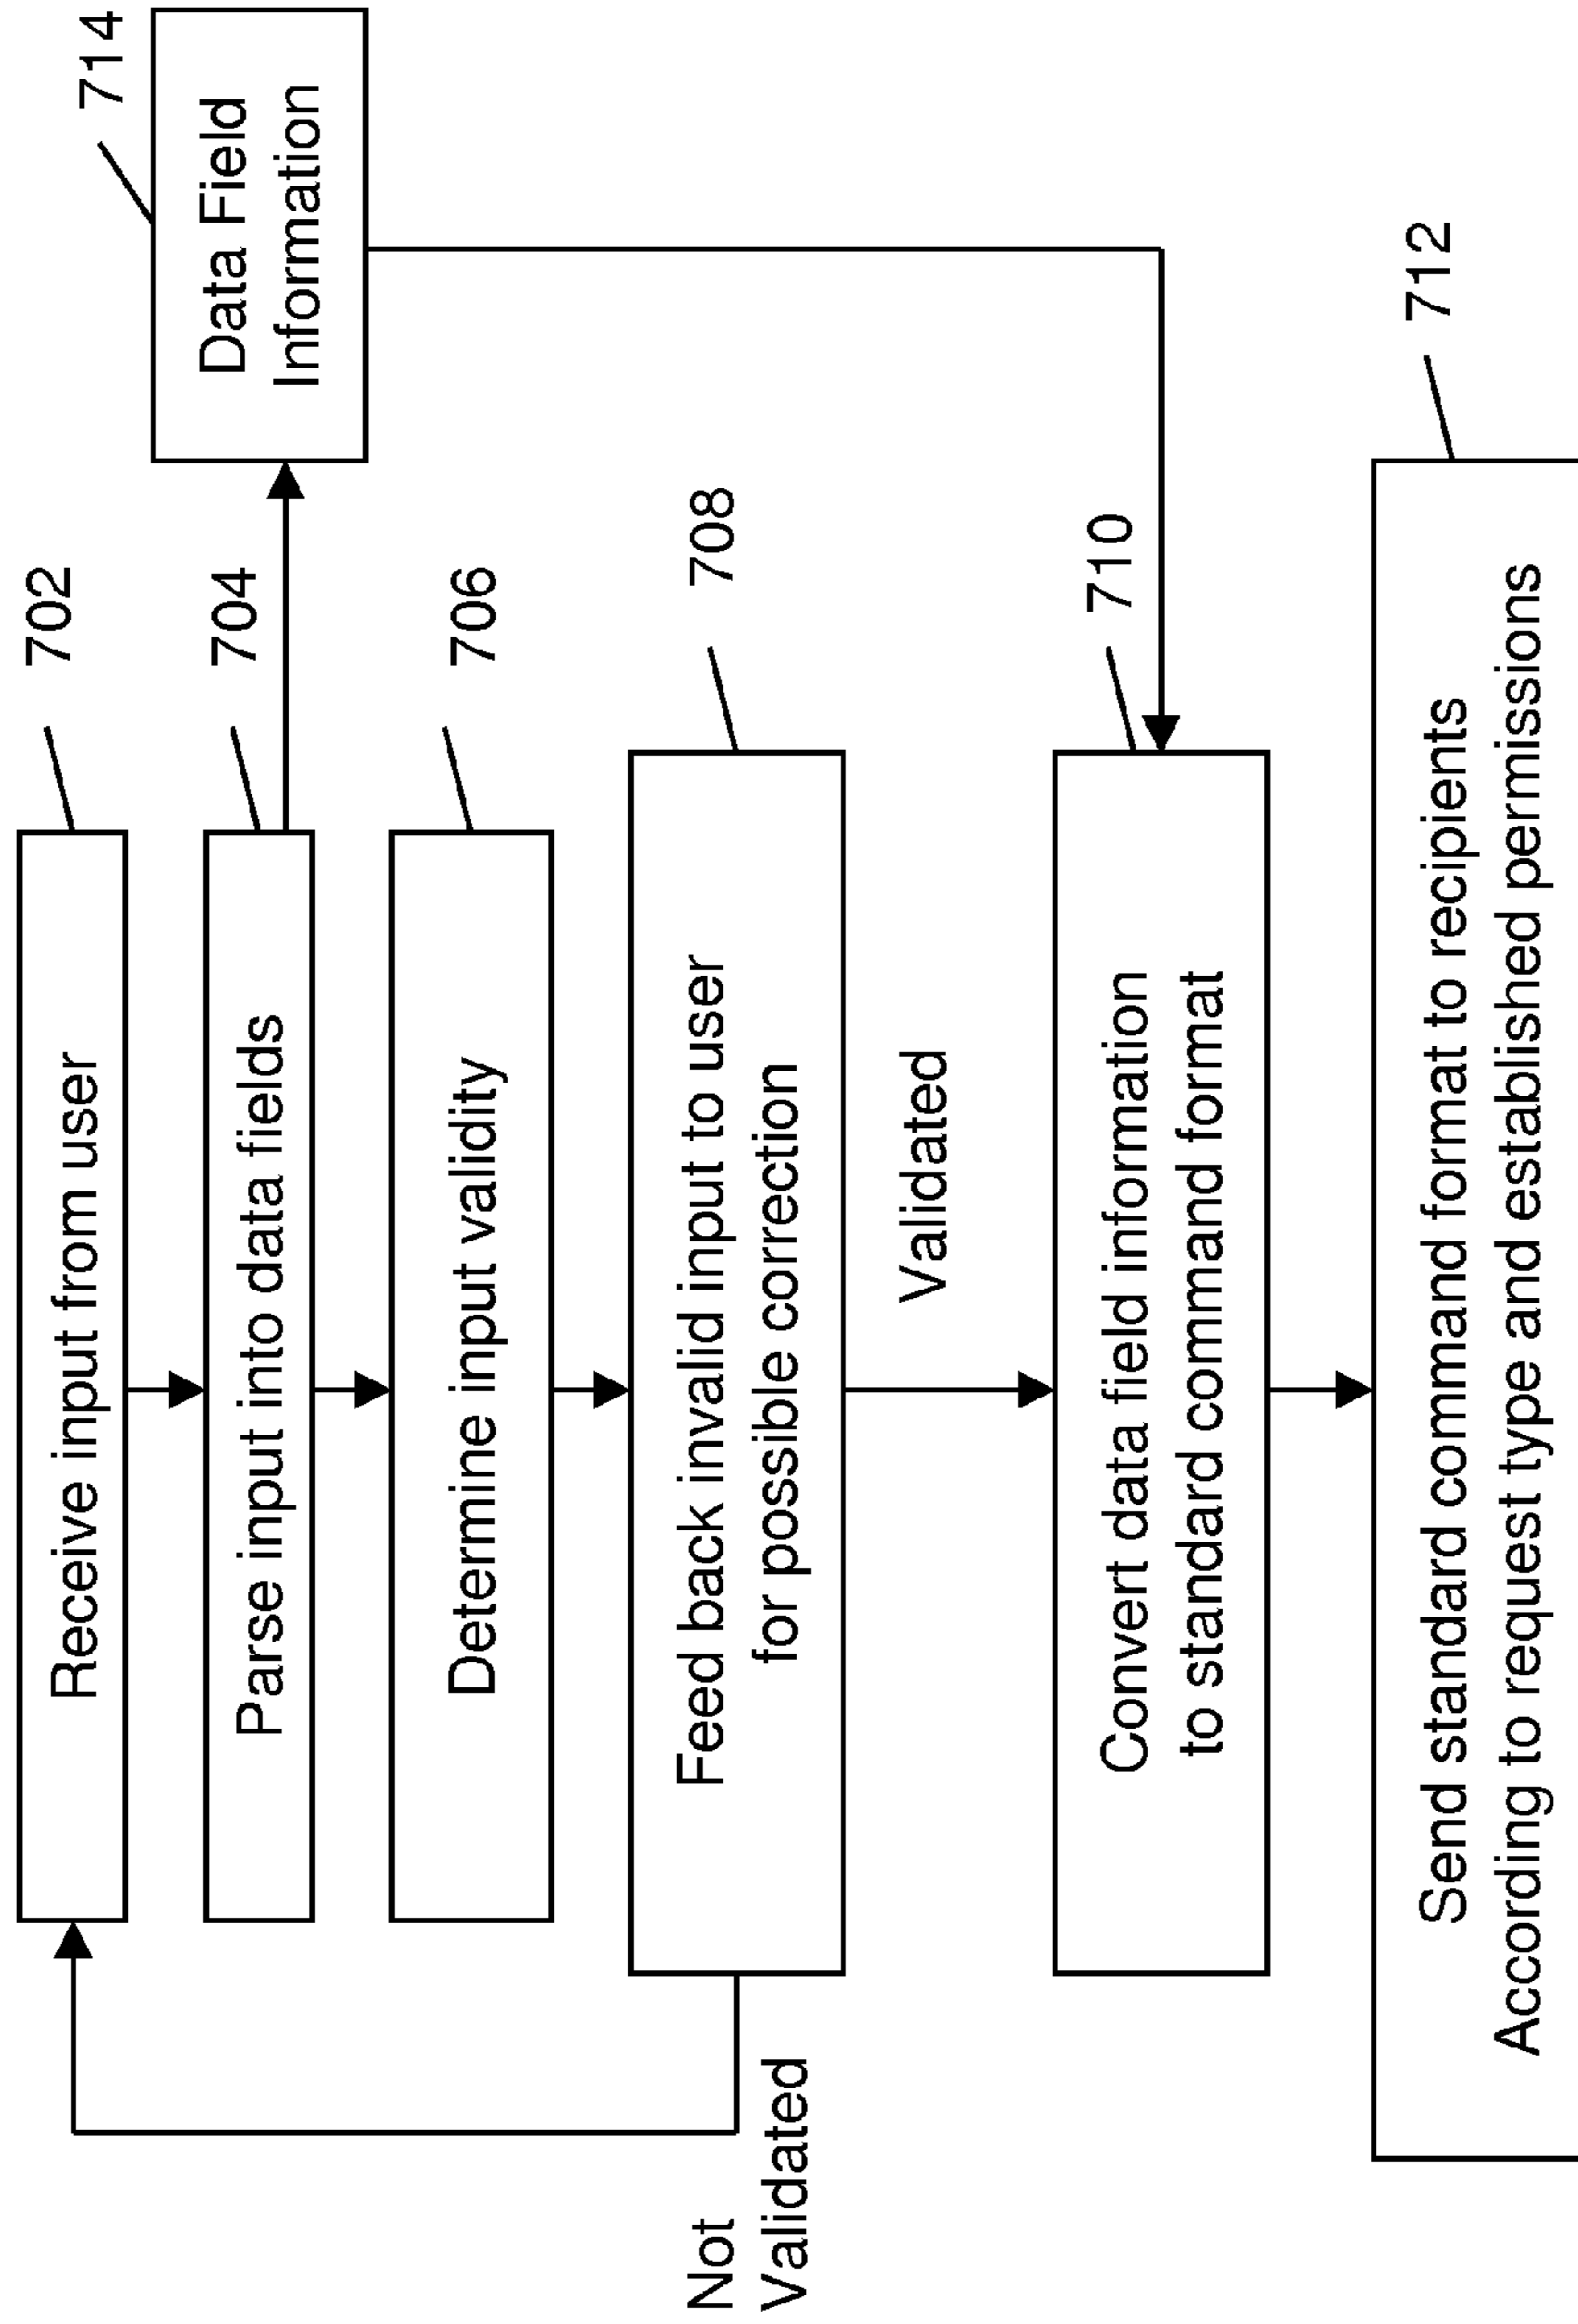 702
Receive input from user
714
Data Field
Information
704
Parse input into data fields
706
Determine input validity
708
Feed back invalid input to user
for possible correction
Not
Validated
Validated
710
Convert data field information
to standard command format
712
Send standard command format to recipients
According to request type and established permissions